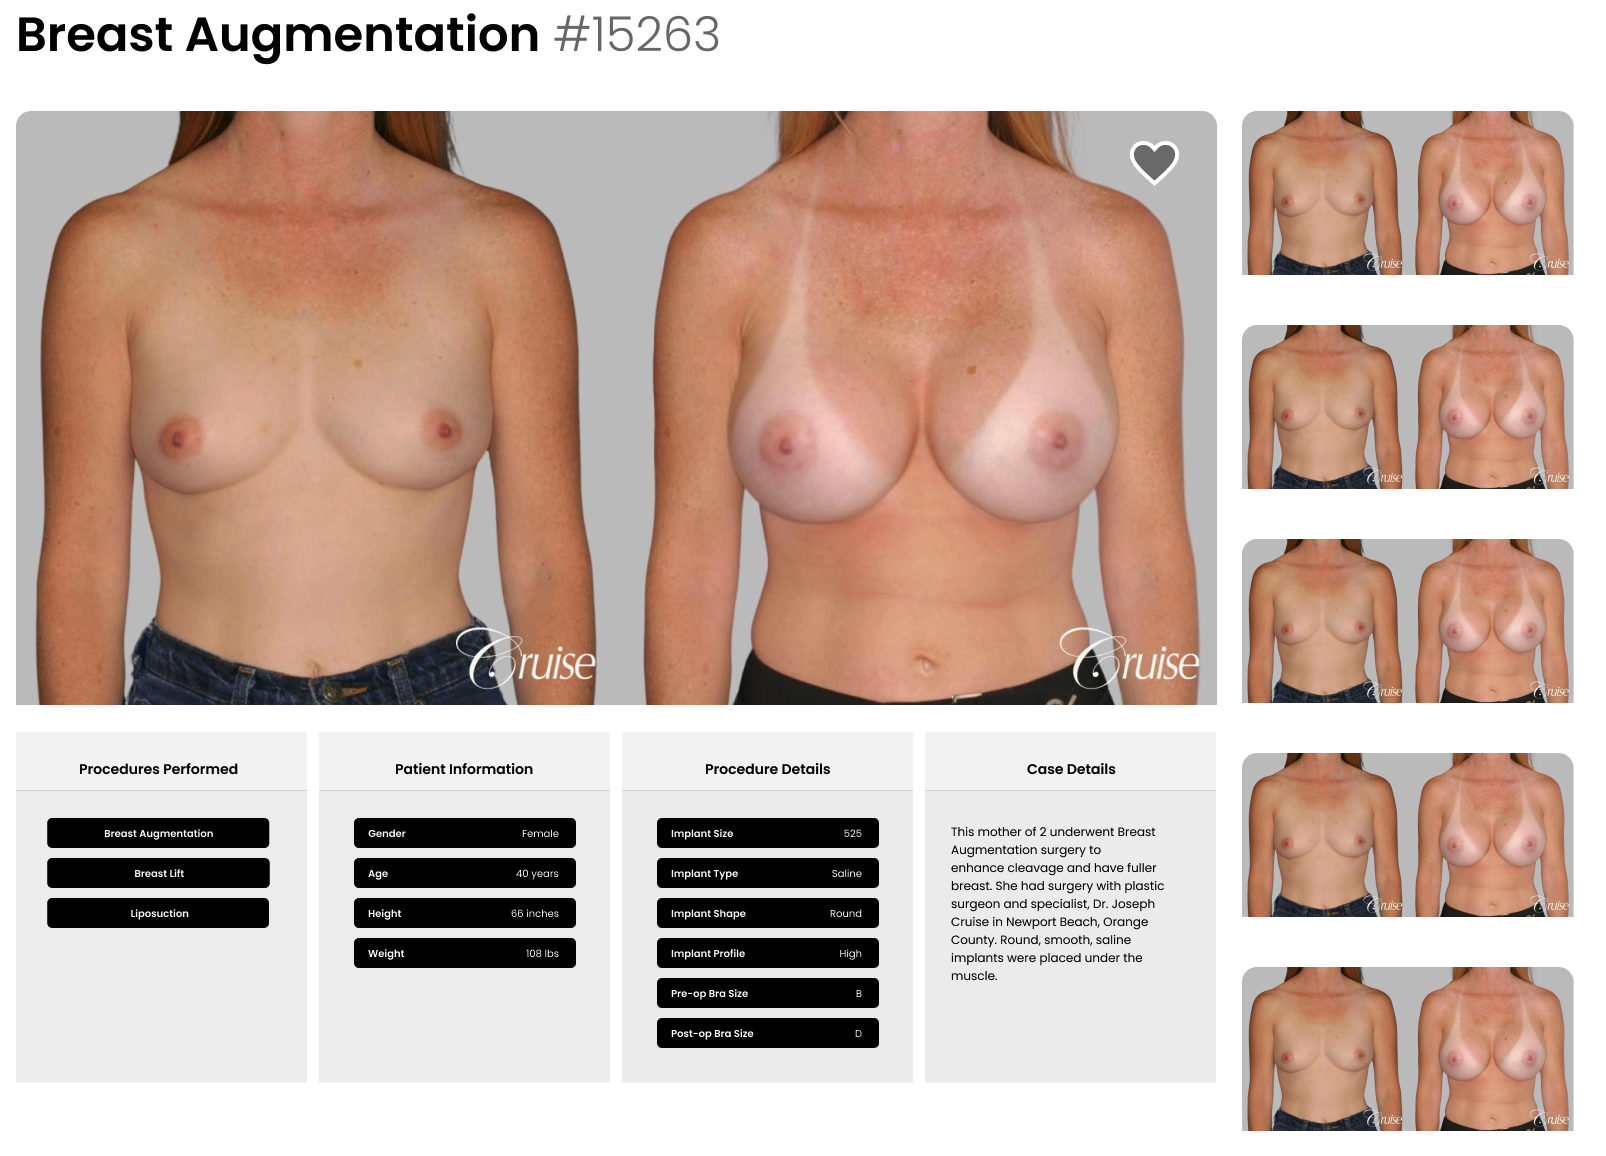 Breast Augmentation #15263
Cruise
Cruise
Procedures Performed
Breast Augmentation
Breast Lift
Liposuction
Patient Information
Gender Female
Age 40 years
Height 66 inches
Weight 108 lbs
Procedure Details
Implant Size 525
Implant Type Saline
Implant Shape Round
Implant Profile High
Pre-op Bra Size B
Post-op Bra Size D
Case Details
This mother of 2 underwent Breast
Augmentation surgery to
enhance cleavage and have fuller
breast. She had surgery with plastic
surgeon and specialist, Dr. Joseph
Cruise in Newport Beach, Orange
County. Round, smooth, saline
implants were placed under the
muscle.
Cruise
Cruise
Cruise
Cruise
Cruise
Cruise
Cruise
Cruise
Cruise
Cruise